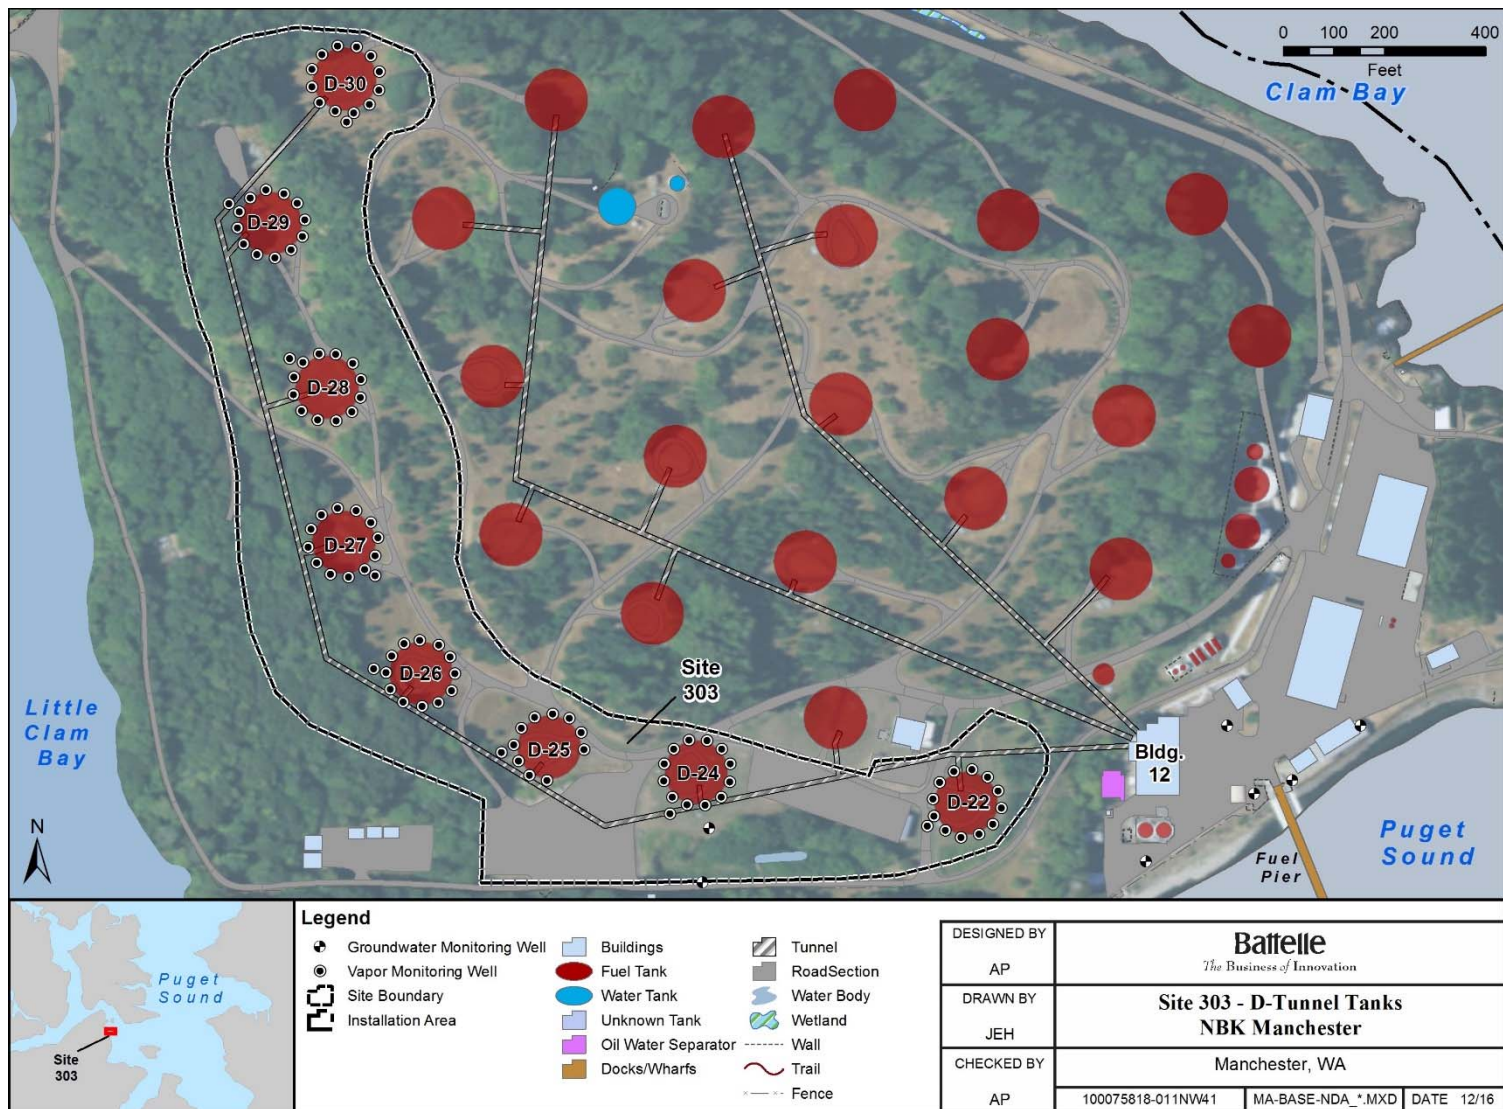 0 100 200 400
Feet
Clam Bay
D-30
D-29
D-28
D-27
D-26
D-25
D-24
D-22
Site
303
Bldg.
12
Little
Clam
Bay
N
Puget
Sound
Fuel
Pier
Puget
Sound
Site
303
Legend
Groundwater Monitoring Well
Vapor Monitoring Well
Site Boundary
Installation Area
Buildings
Fuel Tank
Water Tank
Unknown Tank
Oil Water Separator
Docks/Wharfs
Tunnel
RoadSection
Water Body
Wetland
Wall
Trail
Fence
DESIGNED BY
AP
DRAWN BY
JEH
CHECKED BY
AP
Battelle
The Business of Innovation
Site 303 - D-Tunnel Tanks
NBK Manchester
Manchester, WA
100075818-011NW41 MA-BASE-NDA_*.MXD DATE 12/16